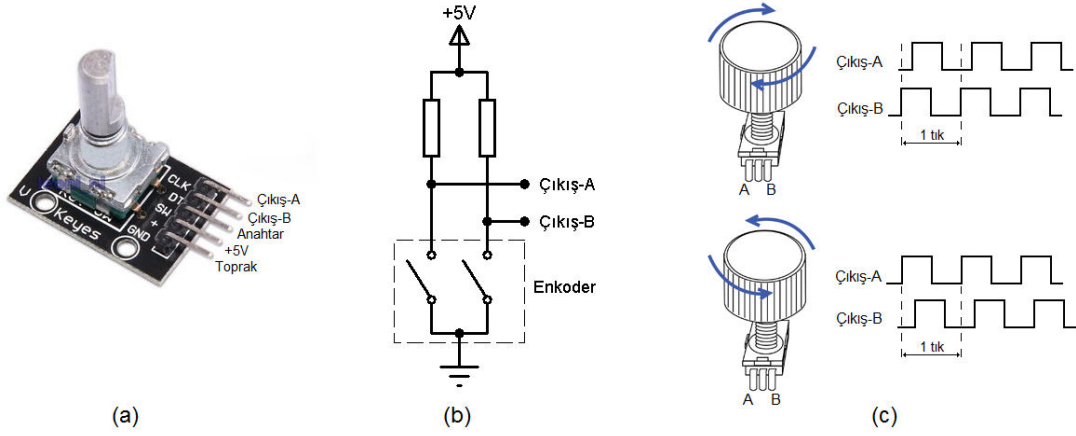 CLK
DT
SW
+
GND
V
Keyes
Çıkış-A
Çıkış-B
Anahtar
+5V
Toprak
(a)
+5V
Çıkış-A
Çıkış-B
Enkoder
(b)
A B
Çıkış-A
Çıkış-B
1 tık
A B
Çıkış-A
Çıkış-B
1 tık
(c)